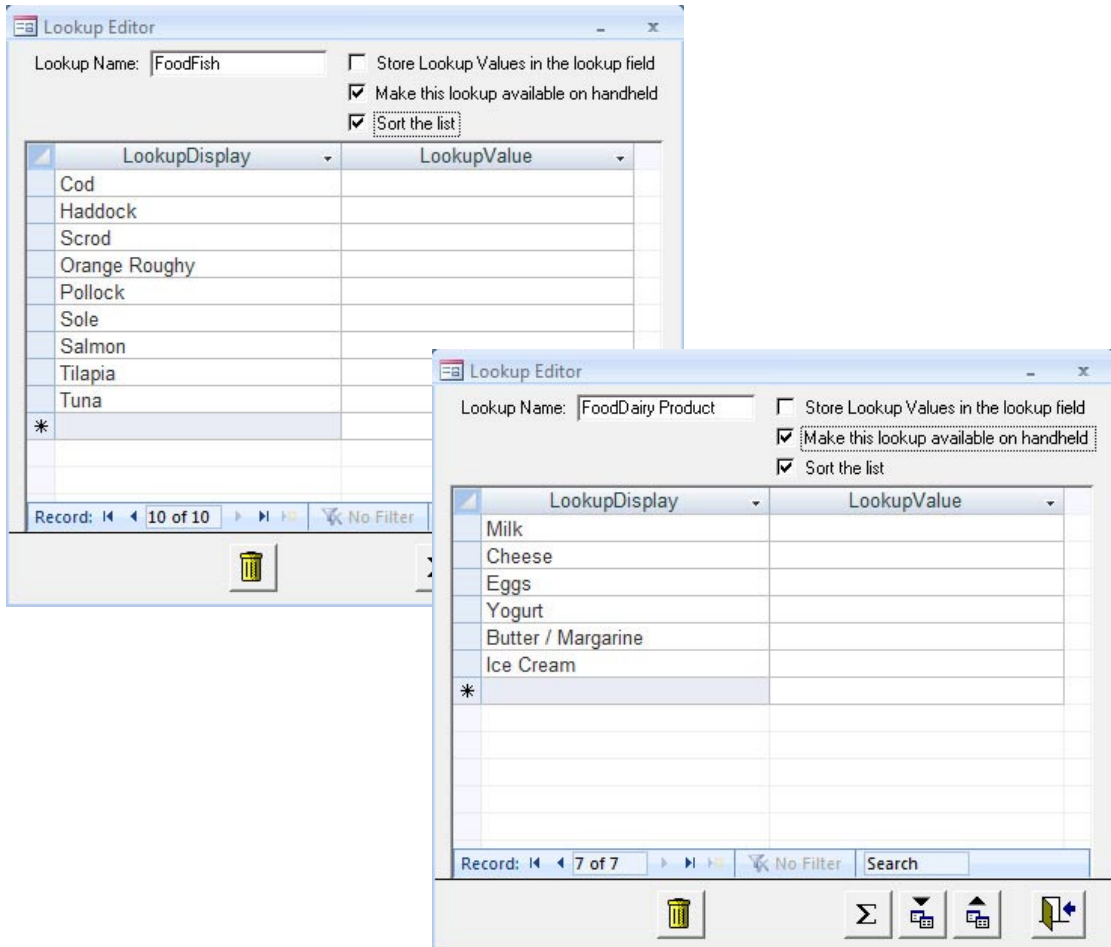 Lookup Editor
Lookup Name: FoodFish
Store Lookup Values in the lookup field
Make this lookup available on handheld
Sort the list
LookupDisplay LookupValue
Cod
Haddock
Scrod
Orange Roughy
Pollock
Sole
Salmon
Tilapia
Tuna
Record: 10 of 10 No Filter
Lookup Editor
Lookup Name: FoodDairy Product
Store Lookup Values in the lookup field
Make this lookup available on handheld
Sort the list
LookupDisplay LookupValue
Milk
Cheese
Eggs
Yogurt
Butter / Margarine
Ice Cream
Record: 7 of 7 No Filter Search
Σ